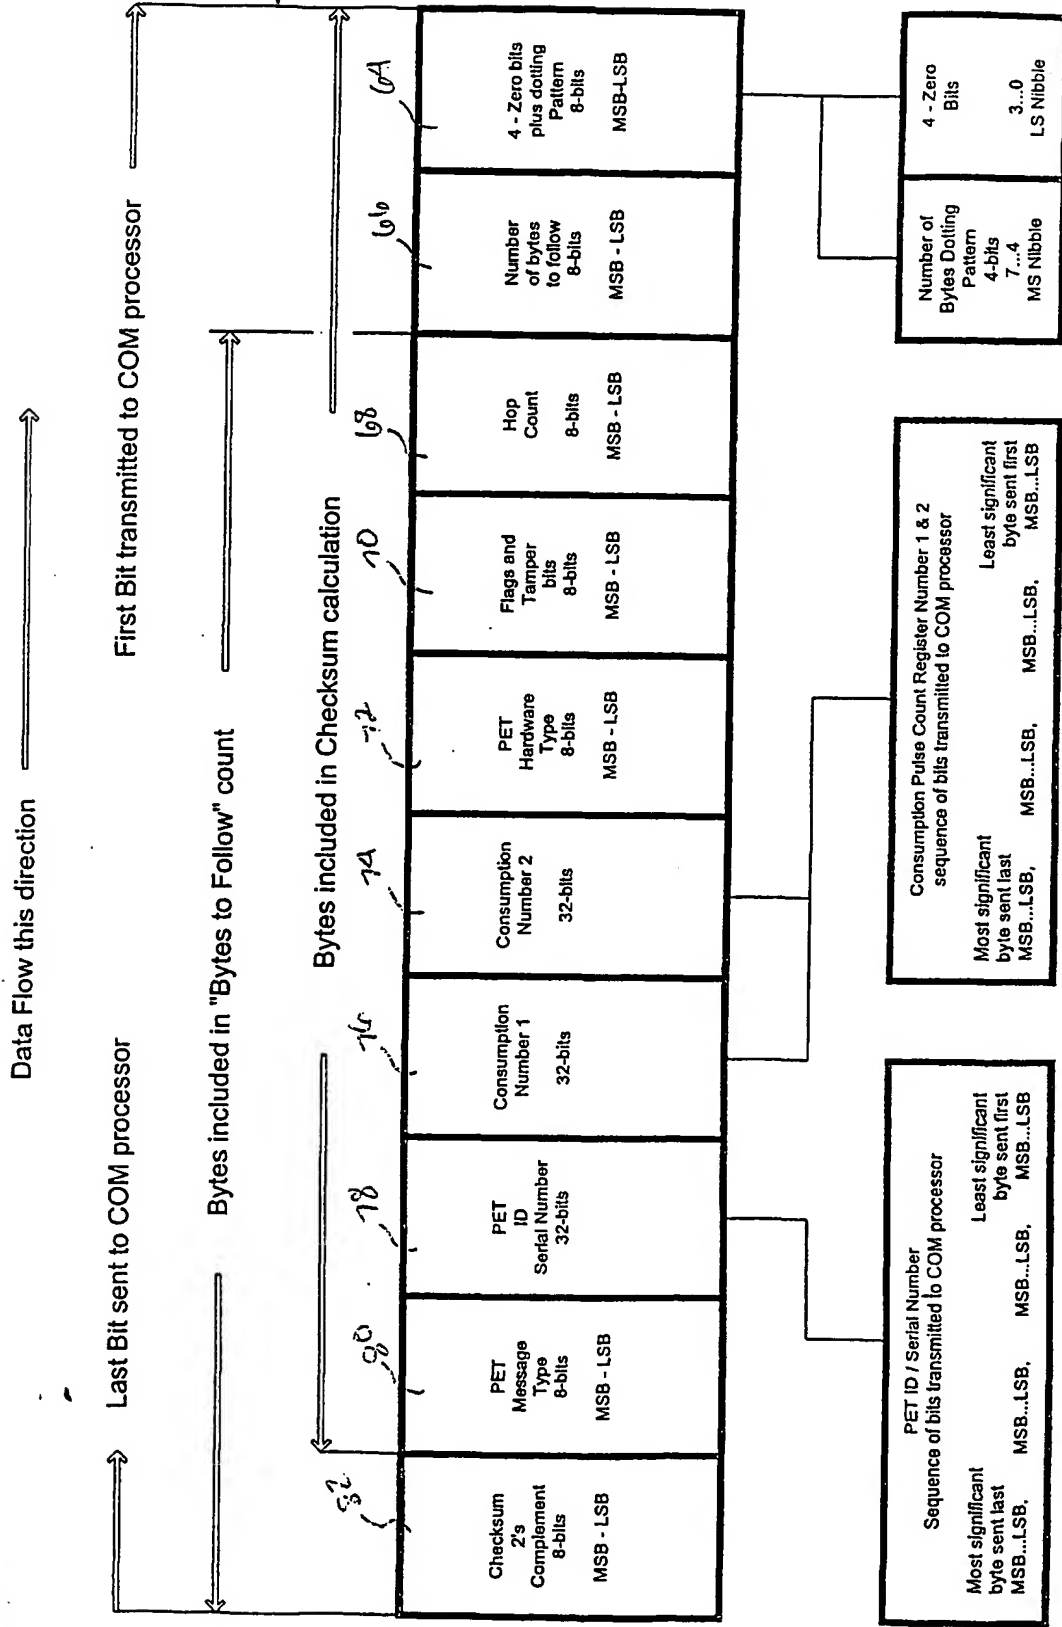 Data Flow this direction
Last Bit sent to COM processor
First Bit transmitted to COM processor
Bytes included in "Bytes to Follow" count
Bytes included in Checksum calculation
82
80
78
76
74
72
70
68
66
64
Checksum
2's
Complement
8-bits
MSB - LSB
PET
Message
Type
8-bits
MSB - LSB
PET
ID
Serial Number
32-bits
Consumption
Number 1
32-bits
Consumption
Number 2
32-bits
PET
Hardware
Type
8-bits
MSB - LSB
Flags and
Tamper
bits
8-bits
MSB - LSB
Hop
Count
8-bits
MSB - LSB
Number
of bytes
to follow
8-bits
MSB - LSB
4 - Zero bits
plus dotting
Pattern
8-bits
MSB-LSB
PET ID / Serial Number
Sequence of bits transmitted to COM processor
Most significant
byte sent last
Least significant
byte sent first
MSB...LSB, MSB...LSB, MSB...LSB, MSB...LSB
Consumption Pulse Count Register Number 1 & 2
sequence of bits transmitted to COM processor
Most significant
byte sent last
Least significant
byte sent first
MSB...LSB, MSB...LSB, MSB...LSB, MSB...LSB
Number of
Bytes Dotting
Pattern
4-bits
7...4
MS Nibble
4 - Zero
Bits
3...0
LS Nibble